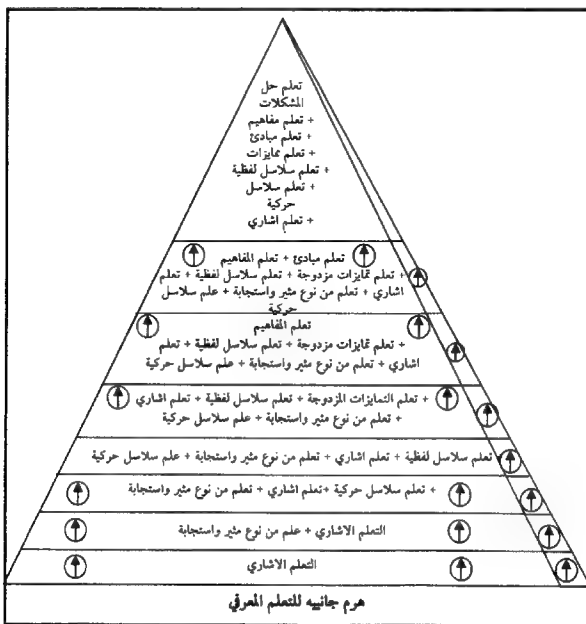 تعلم حل
المشكلات
+ تعلم مفاهيم
+ تعلم مبادئ
+ تعلم ممايزات
+ تعلم سلاسل لفظية
+ تعلم سلاسل
حركية
+ تعلم اشاري
تعلم مبادئ + تعلم المفاهيم
+ تعلم تمايزات مزدوجة + تعلم سلاسل لفظية + تعلم
اشاري + تعلم من نوع مثير واستجابة + علم سلاسل
حركية
تعلم المفاهيم
+ تعلم تمايزات مزدوجة + تعلم سلاسل لفظية + تعلم
اشاري + تعلم من نوع مثير واستجابة + علم سلاسل حركية
+ تعلم التمايزات المزدوجة + تعلم سلاسل لفظية + تعلم اشاري
+ تعلم من نوع مثير واستجابة + علم سلاسل حركية
تعلم سلاسل لفظية + تعلم اشاري + تعلم من نوع مثير واستجابة + علم سلاسل حركية
+ تعلم سلاسل حركية +تعلم اشاري + تعلم من نوع مثير واستجابة
التعلم الاشاري + علم من نوع مثير واستجابة
التعلم الاشاري
هرم جانييه للتعلم المعرفي